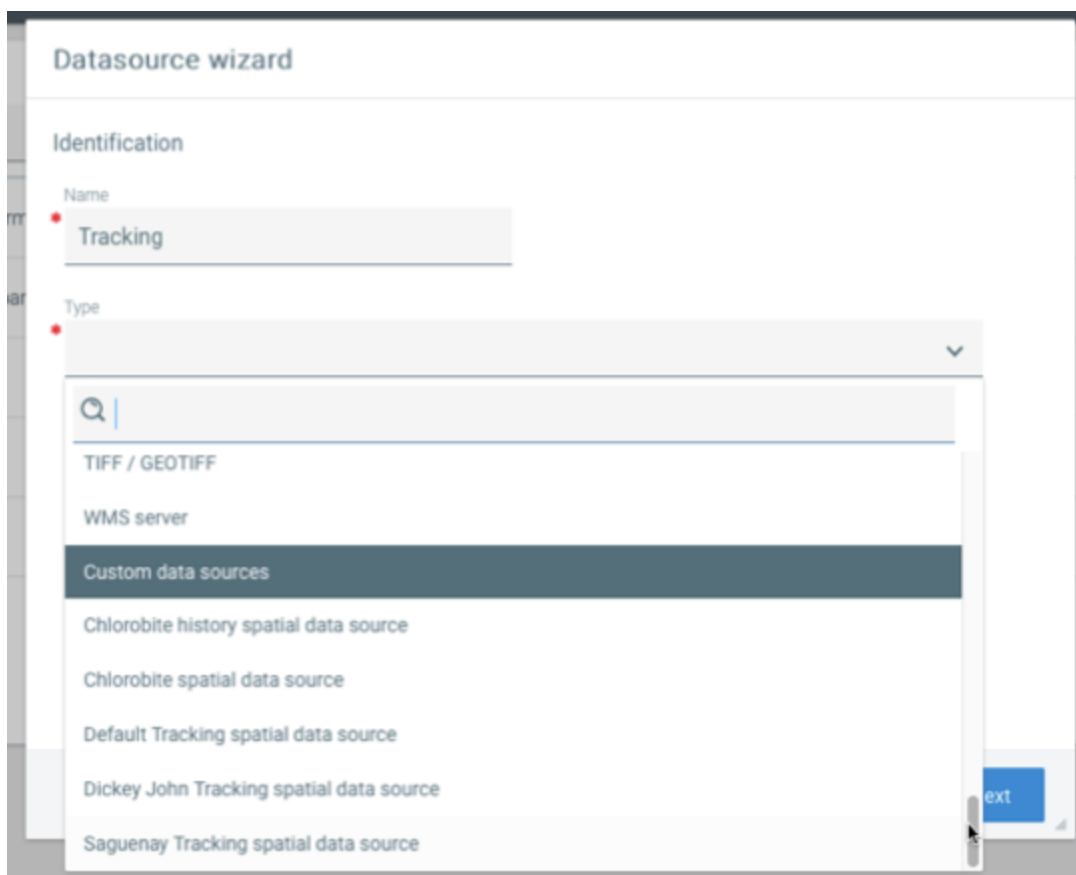 Datasource wizard
Identification
Name
Tracking
Type
TIFF / GEOTIFF
WMS server
Custom data sources
Chlorobite history spatial data source
Chlorobite spatial data source
Default Tracking spatial data source
Dickey John Tracking spatial data source
ext
Saguenay Tracking spatial data source